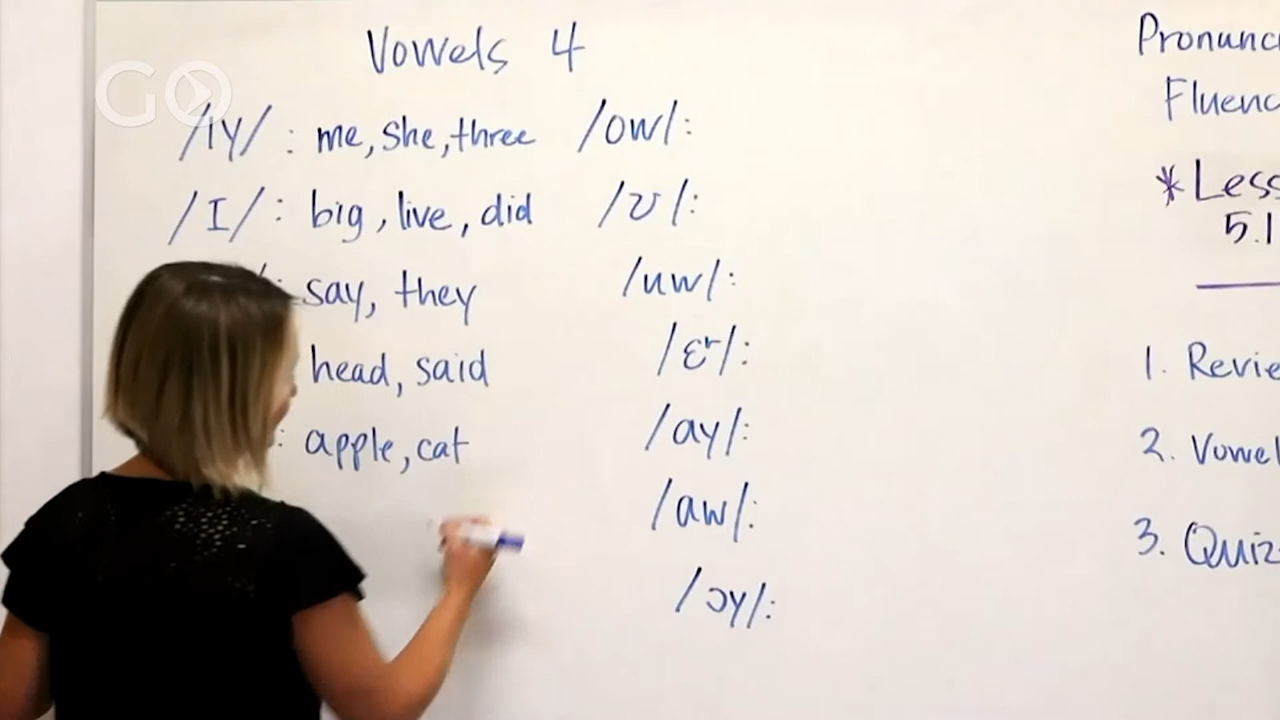 GO
Vowels 4
/IY/ : me, she, three
/I/ : big, live, did
: say, they
head, said
: apple, cat
/ow/:
/ʊ/:
/uw/:
/ɛr/:
/ay/:
/aw/:
/ɔy/:
Pronunc
Fluenc
*Less
5.1
1. Revie
2. Vowel
3. Quiz